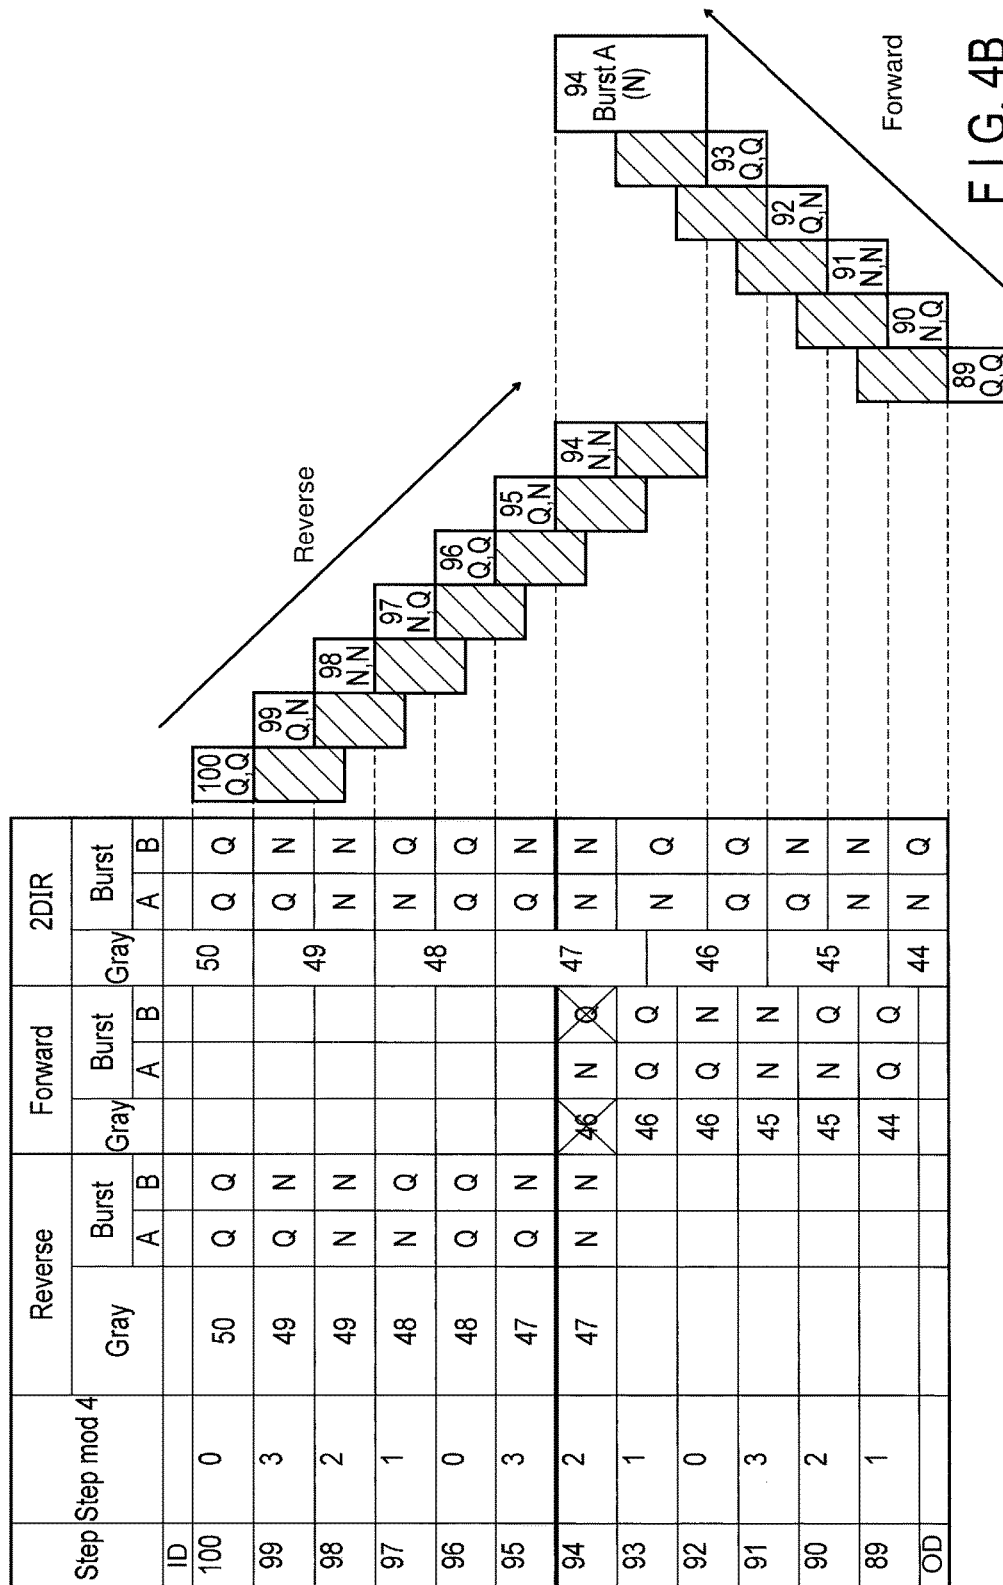 Reverse Forward 2DIR
Step Step mod 4 Gray Burst Gray Burst Gray Burst
A B A B A B
ID
100 0 50 Q Q 50 Q Q
99 3 49 Q N 49 Q N
98 2 49 N N N N
97 1 48 N Q 48 N Q
96 0 48 Q Q Q Q
95 3 47 Q N Q N
94 2 47 N N 46 N Q 47 N N
93 1 46 Q Q N Q
92 0 46 Q N 46 Q Q
91 3 45 N N Q N
90 2 45 N Q 45 N N
89 1 44 Q Q 44 N Q
OD
Reverse
100
Q,Q
99
Q,N
98
N,N
97
N,Q
96
Q,Q
95
Q,N
94
N,N
94
Burst A
(N)
93
Q,Q
92
Q,N
91
N,N
90
N,Q
89
Q,Q
Forward
FIG. 4B